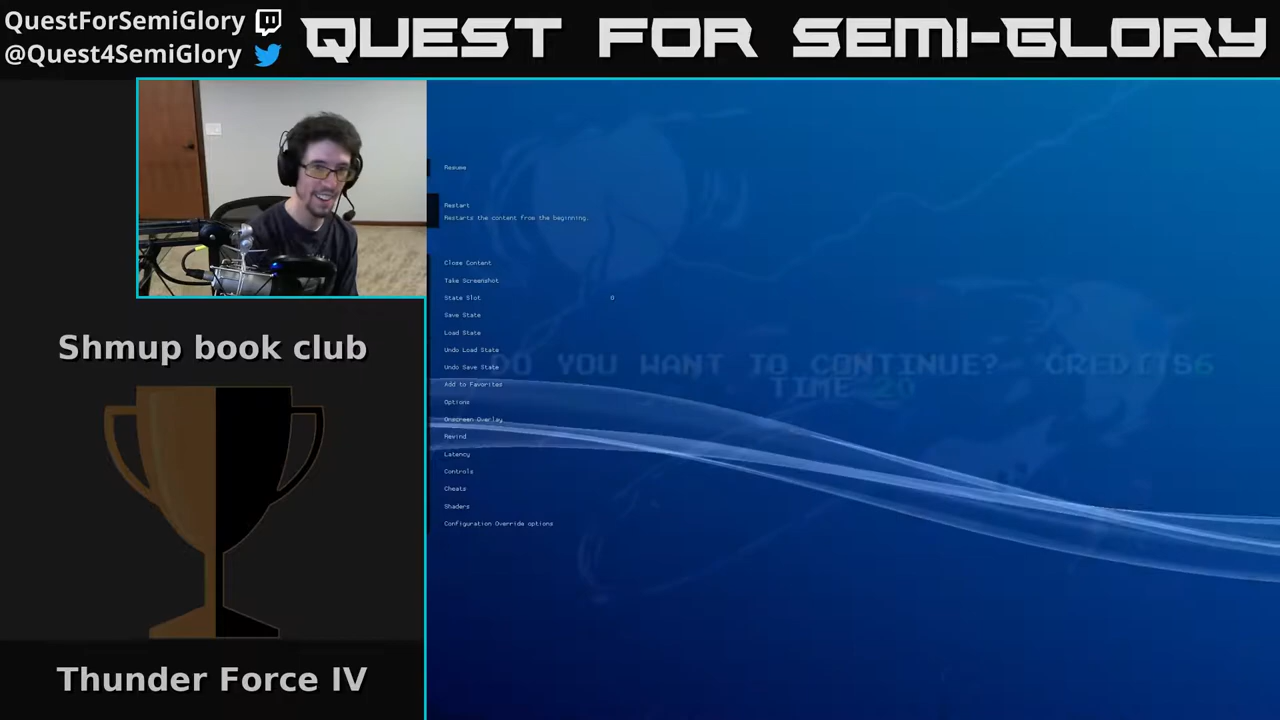 QuestForSemiGlory
@Quest4SemiGlory
QUEST FOR SEMI-GLORY
Shmup book club
Thunder Force IV
Resume
Restart
Restarts the content from the beginning.
Close Content
Take Screenshot
State Slot 0
Save State
Load State
Undo Load State
Undo Save State
Add to Favorites
Options
Onscreen Overlay
Rewind
Latency
Controls
Cheats
Shaders
Configuration Override options
DO YOU WANT TO CONTINUE?- CREDITS6
TIME 2